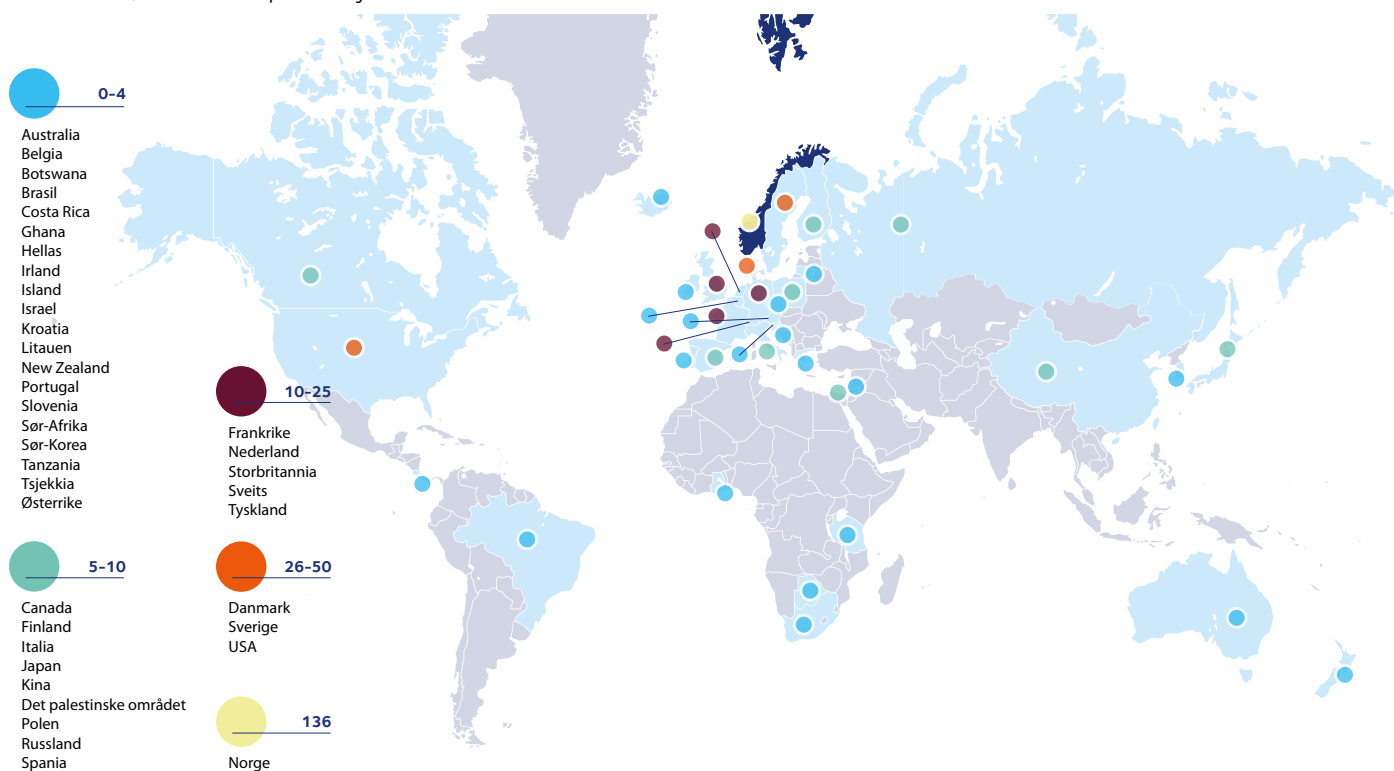 0–4
Australia
Belgia
Botswana
Brasil
Costa Rica
Ghana
Hellas
Irland
Island
Israel
Kroatia
Litauen
New Zealand
Portugal
Slovenia
Sør-Afrika
Sør-Korea
Tanzania
Tsjekkia
Østerrike
5–10
Canada
Finland
Italia
Japan
Kina
Det palestinske området
Polen
Russland
Spania
10–25
Frankrike
Nederland
Storbritannia
Sveits
Tyskland
26–50
Danmark
Sverige
USA
136
Norge